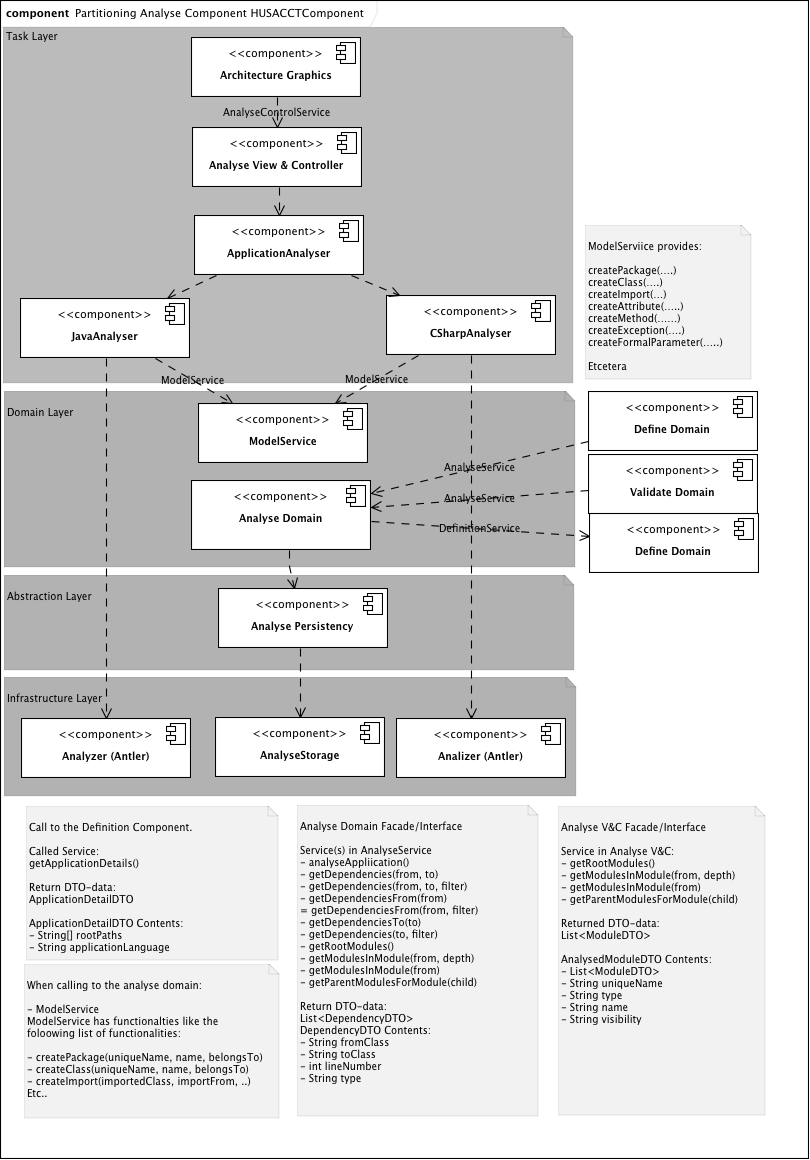 component Partitioning Analyse Component HUSACCTComponent
Task Layer
<<component>>
Architecture Graphics
AnalyseControlService
<<component>>
Analyse View & Controller
<<component>>
ApplicationAnalyser
<<component>>
JavaAnalyser
<<component>>
CSharpAnalyser
ModelService
ModelService
ModelServiice provides:
createPackage(....)
createClass(....)
createImport(...)
createAttribute(.....)
createMethod(......)
createException(....)
createFormalParameter(.....)
Etcetera
Domain Layer
<<component>>
ModelService
<<component>>
Analyse Domain
AnalyseService
AnalyseService
DefinitionService
<<component>>
Define Domain
<<component>>
Validate Domain
<<component>>
Define Domain
Abstraction Layer
<<component>>
Analyse Persistency
Infrastructure Layer
<<component>>
Analyzer (Antler)
<<component>>
AnalyseStorage
<<component>>
Analizer (Antler)
Call to the Definition Component.
Called Service:
getApplicationDetails()
Return DTO-data:
ApplicationDetailDTO
ApplicationDetailDTO Contents:
- String[] rootPaths
- String applicationLanguage
When calling to the analyse domain:
- ModelService
ModelService has functionalties like the
foloowing list of functionalities:
- createPackage(uniqueName, name, belongsTo)
- createClass(uniqueName, name, belongsTo)
- createImport(importedClass, importFrom, ..)
Etc..
Analyse Domain Facade/Interface
Service(s) in AnalyseService
- analyseAppliication()
- getDependencies(from, to)
- getDependencies(from, to, filter)
- getDependenciesFrom(from)
= getDependenciesFrom(from, filter)
- getDependenciesTo(to)
- getDependencies(to, filter)
- getRootModules()
- getModulesInModule(from, depth)
- getModulesInModule(from)
- getParentModulesForModule(child)
Return DTO-data:
List<DependencyDTO>
DependencyDTO Contents:
- String fromClass
- String toClass
- int lineNumber
- String type
Analyse V&C Facade/Interface
Service in Analyse V&C:
- getRootModules()
- getModulesInModule(from, depth)
- getModulesInModule(from)
- getParentModulesForModule(child)
Returned DTO-data:
List<ModuleDTO>
AnalysedModuleDTO Contents:
- List<ModuleDTO>
- String uniqueName
- String type
- String name
- String visibility